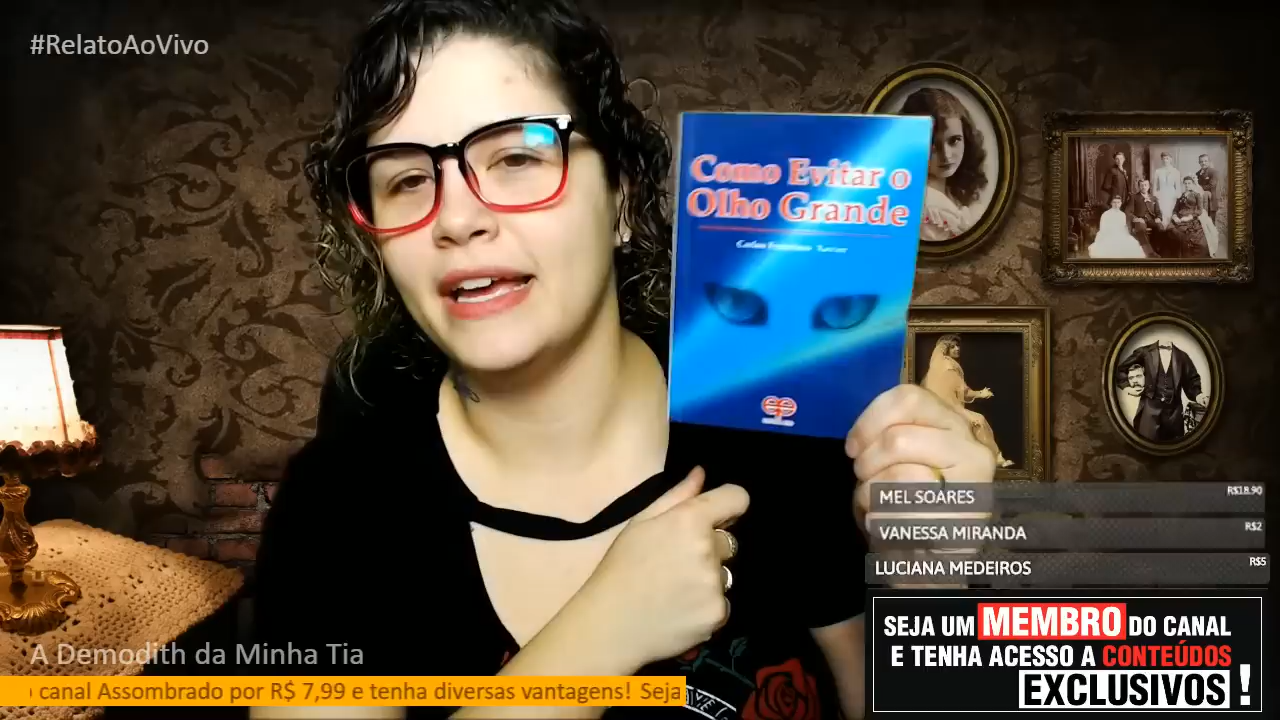 #RelatoAoVivo
Como Evitar o
Olho Grande
MEL SOARES
R$18.90
VANESSA MIRANDA
R$2
LUCIANA MEDEIROS
R$5
SEJA UM MEMBRO DO CANAL
E TENHA ACESSO A CONTEÚDOS
EXCLUSIVOS!
A Demodith da Minha Tia
canal Assombrado por R$ 7,99 e tenha diversas vantagens! Seja